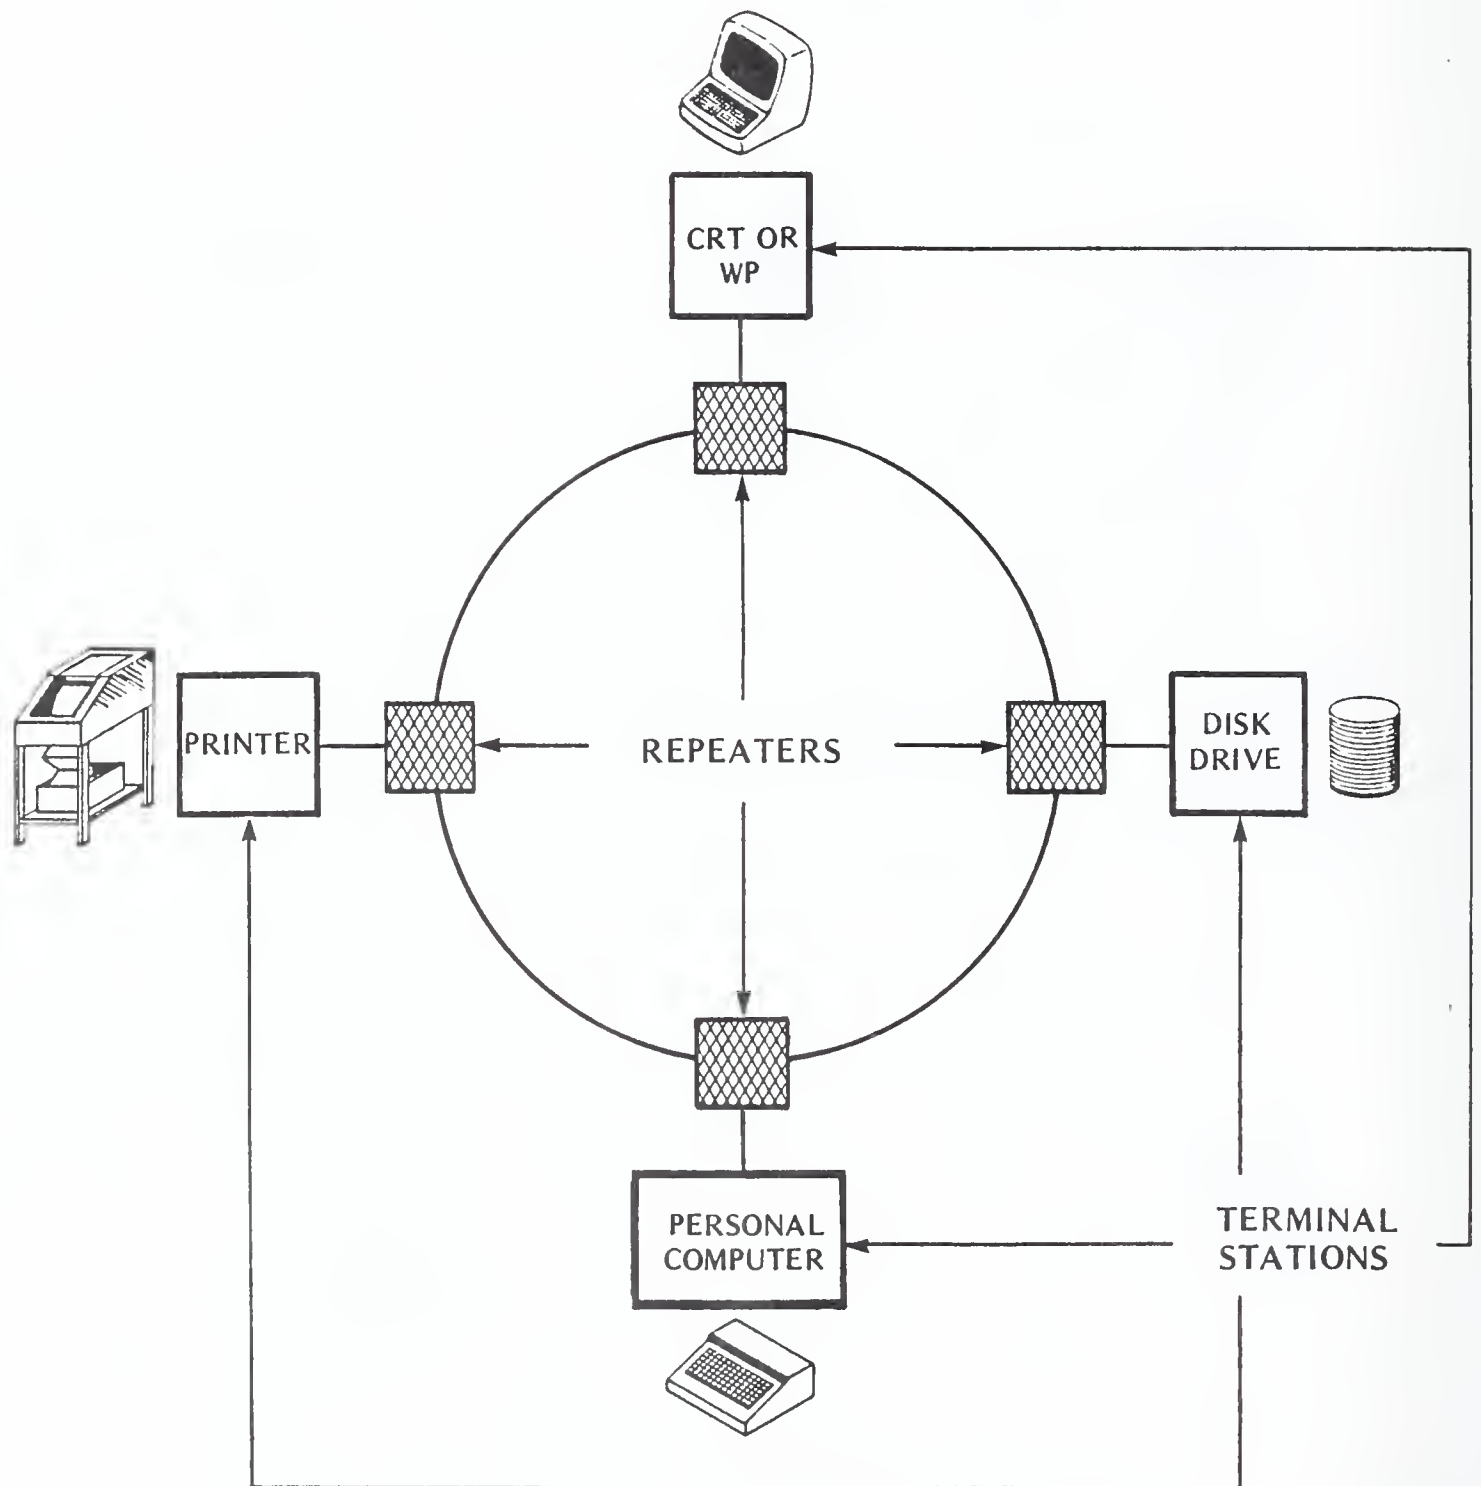 CRT OR
WP
PRINTER
REPEATERS
DISK
DRIVE
PERSONAL
COMPUTER
TERMINAL
STATIONS